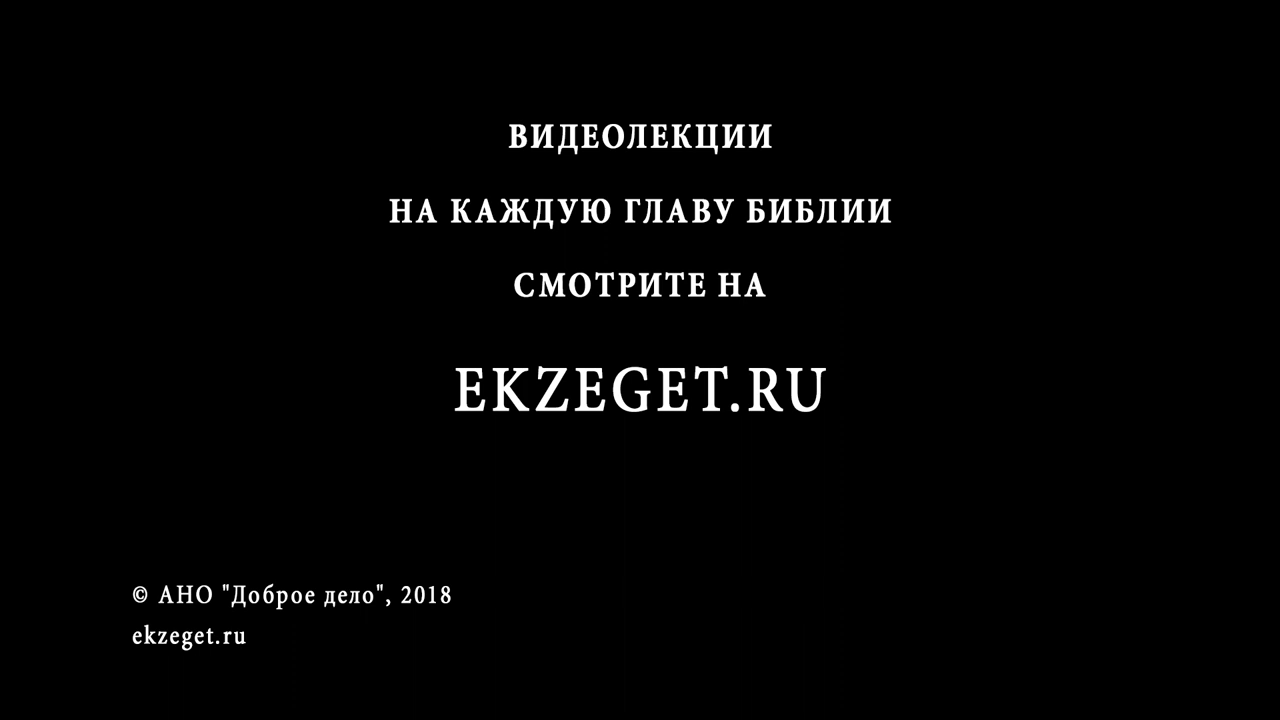 ВИДЕОЛЕКЦИИ
НА КАЖДУЮ ГЛАВУ БИБЛИИ
СМОТРИТЕ НА
EKZEGET.RU
© АНО "Доброе дело", 2018
ekzeget.ru